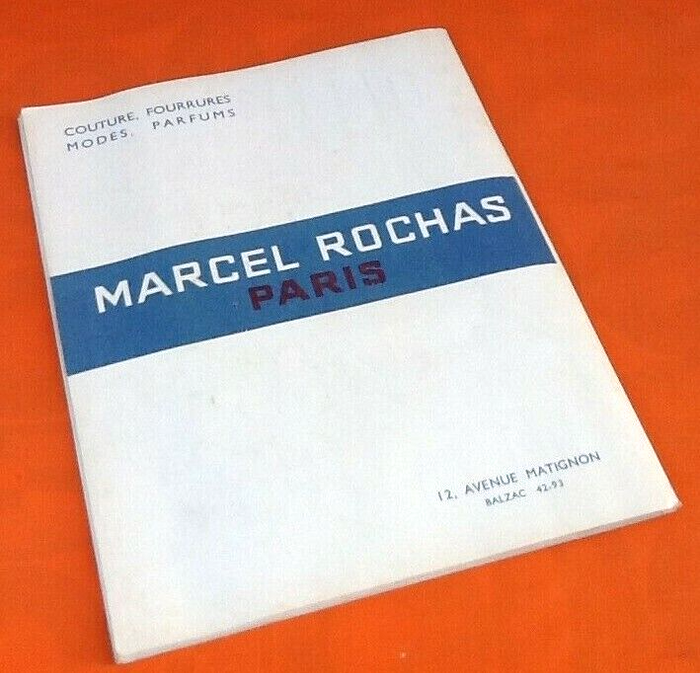 COUTURE, FOURRURES
MODES, PARFUMS
MARCEL ROCHAS
PARIS
12, AVENUE MATIGNON
BALZAC 42-93